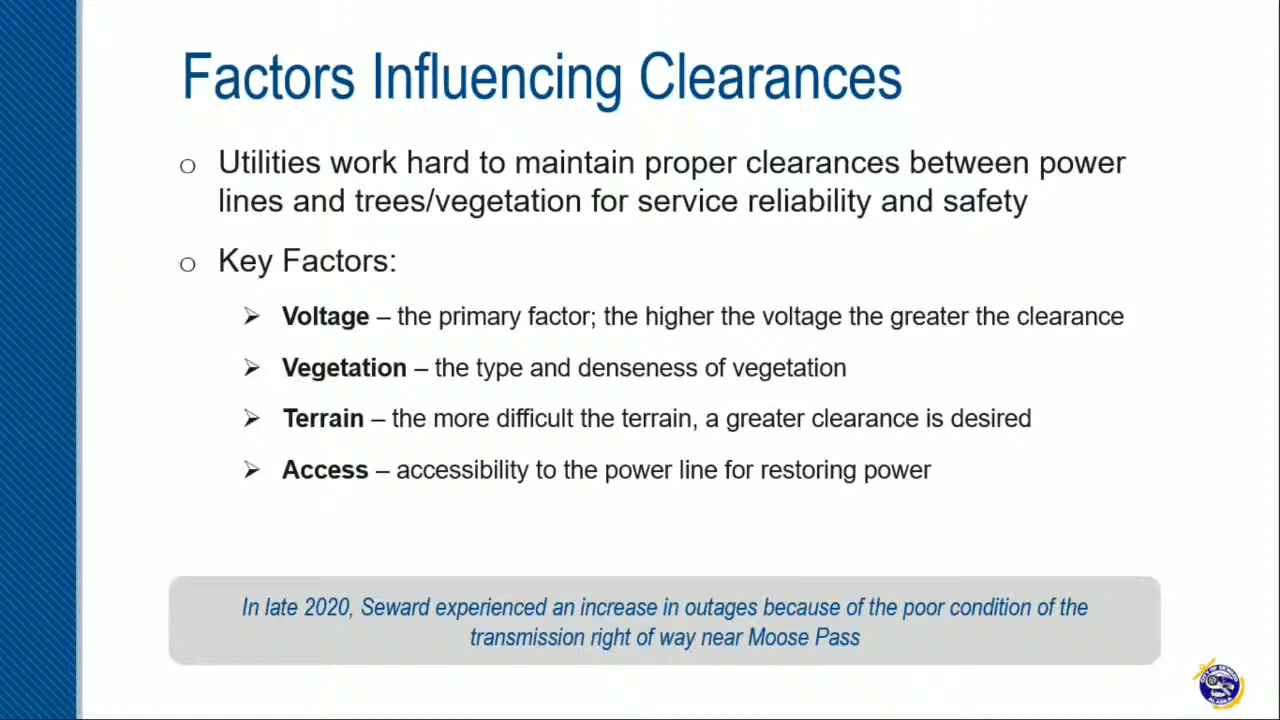 Factors Influencing Clearances
o Utilities work hard to maintain proper clearances between power
lines and trees/vegetation for service reliability and safety
o Key Factors:
➢ Voltage – the primary factor; the higher the voltage the greater the clearance
➢ Vegetation – the type and denseness of vegetation
➢ Terrain – the more difficult the terrain, a greater clearance is desired
➢ Access – accessibility to the power line for restoring power
In late 2020, Seward experienced an increase in outages because of the poor condition of the
transmission right of way near Moose Pass
CITY OF SEWARD
ALASKA